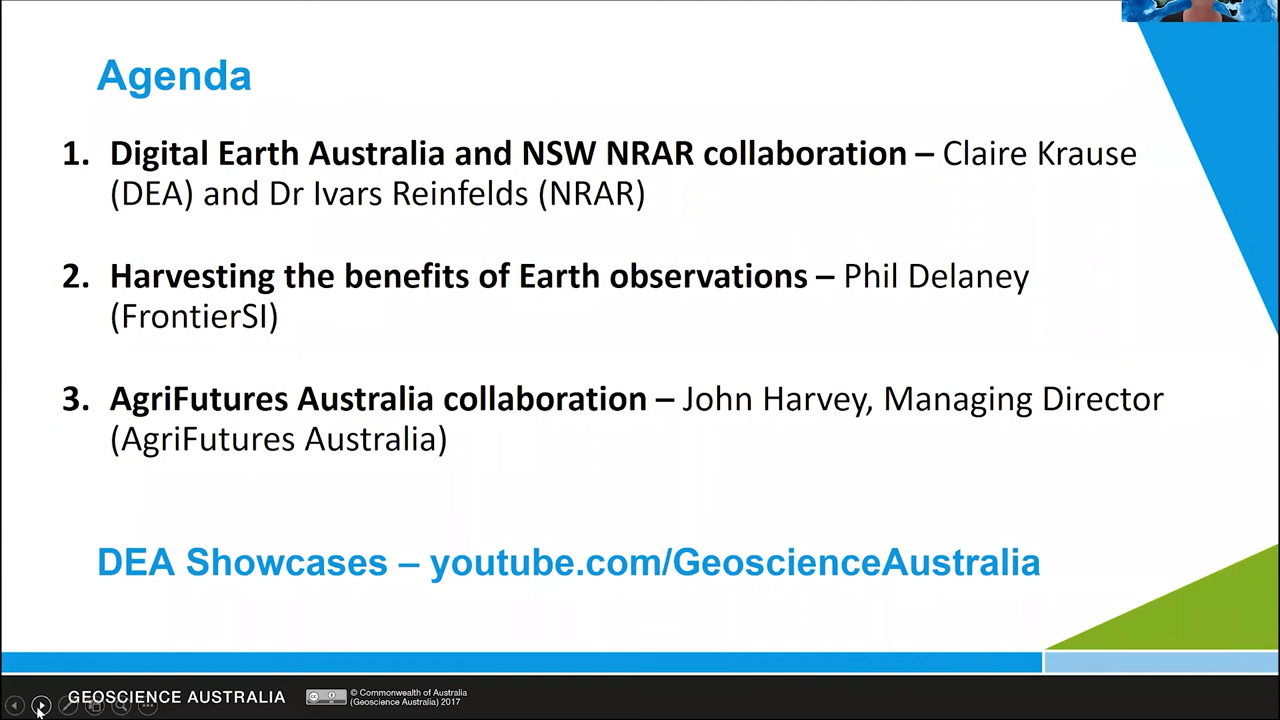 Agenda
1. Digital Earth Australia and NSW NRAR collaboration – Claire Krause
(DEA) and Dr Ivars Reinfelds (NRAR)
2. Harvesting the benefits of Earth observations – Phil Delaney
(FrontierSI)
3. AgriFutures Australia collaboration – John Harvey, Managing Director
(AgriFutures Australia)
DEA Showcases – youtube.com/GeoscienceAustralia
GEOSCIENCE AUSTRALIA
© Commonwealth of Australia
(Geoscience Australia) 2017